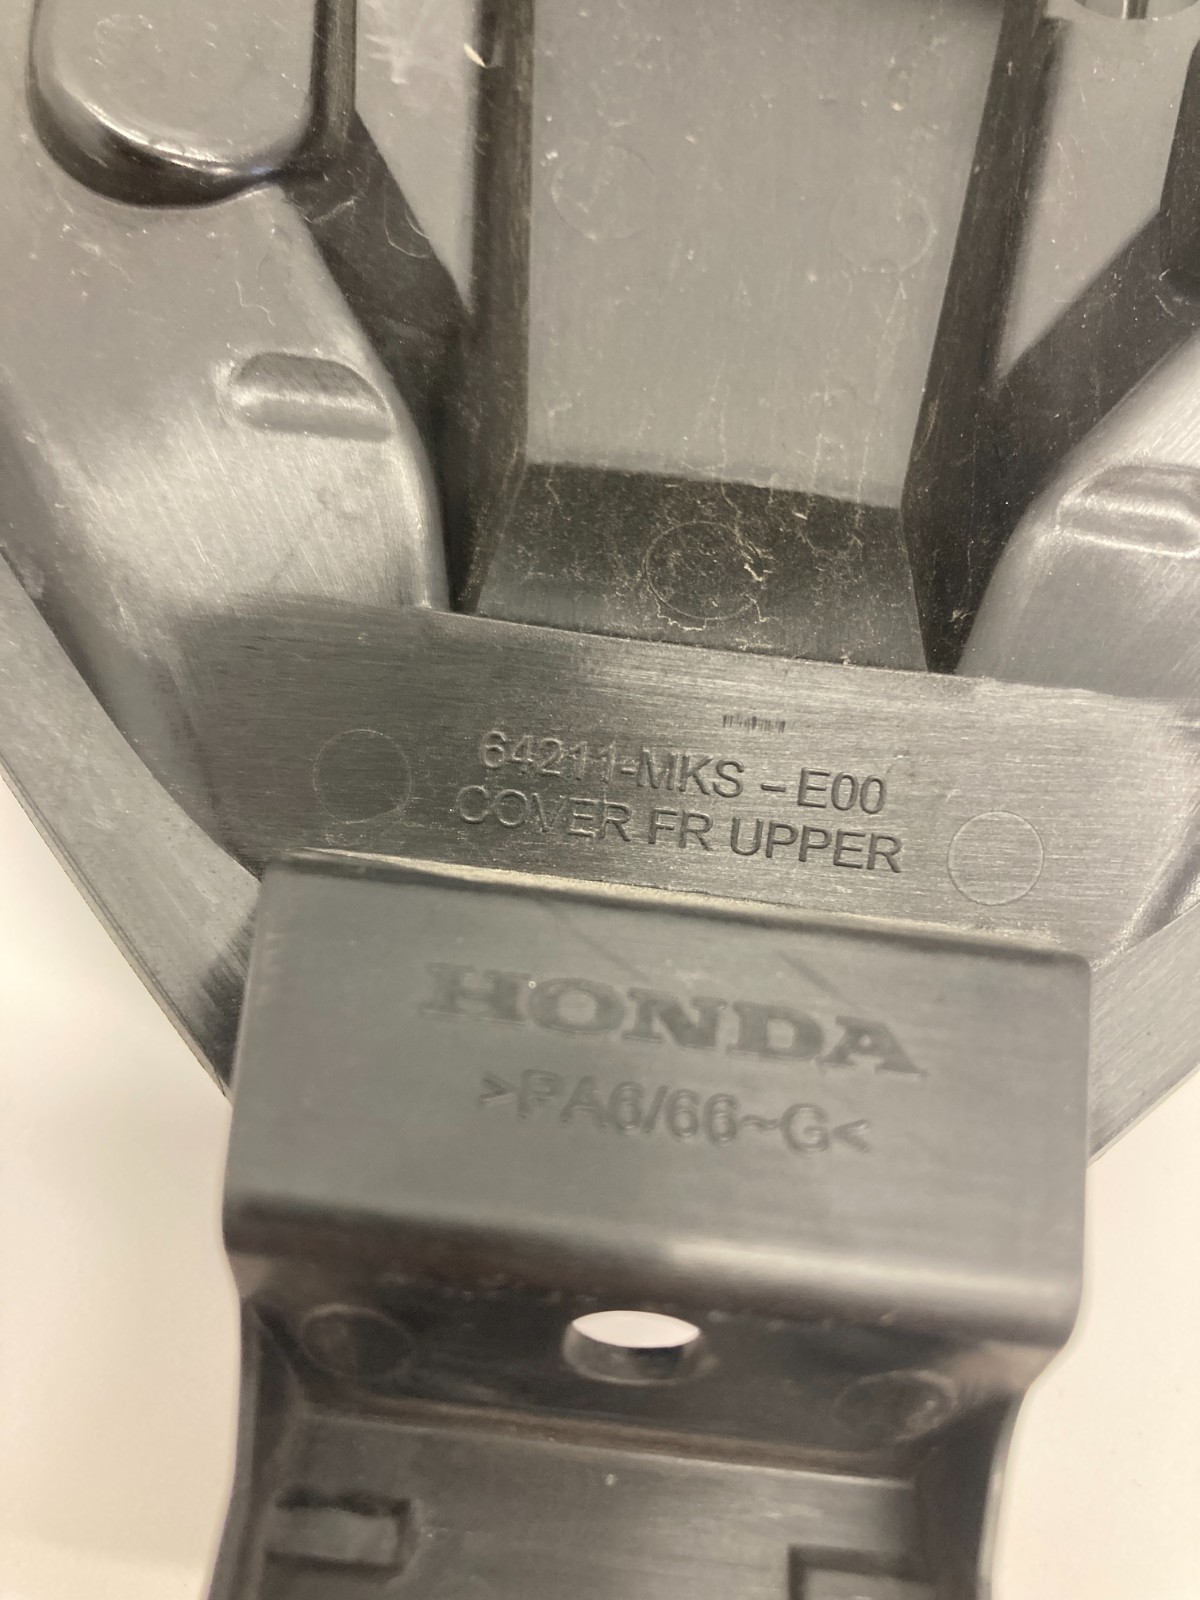 64211-MKS-E00
COVER FR UPPER
HONDA
>PA6/66~G<